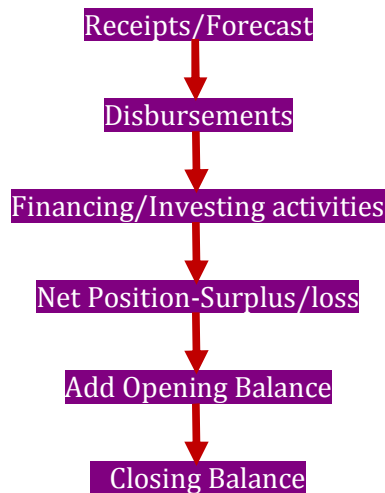 Receipts/Forecast
Disbursements
Financing/Investing activities
Net Position-Surplus/loss
Add Opening Balance
Closing Balance